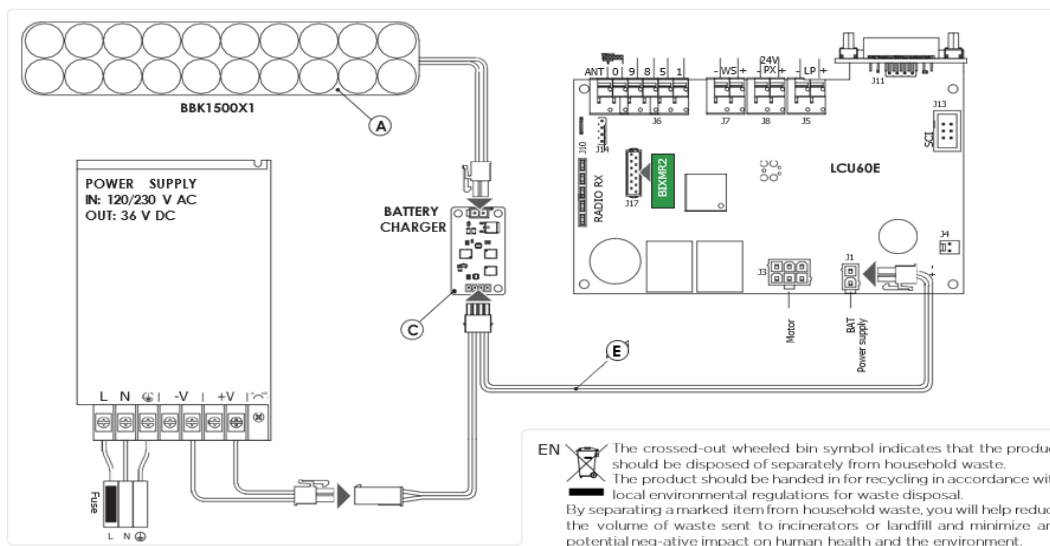 BBK1500X1
A
POWER SUPPLY
IN: 120/230 V AC
OUT: 36 V DC
BATTERY
CHARGER
C
L N -V +V
Fuse
L N
E
ANT 0 9 8 5 1
J6
- WS +
J7
24V
- PX +
J8
- LP +
J5
J11
J13
SCI
LCU60E
J10
J14
RADIO RX
J17
BIXMR2
J4
J3
J1
Motor
BAT
Power supply
- +
EN
The crossed-out wheeled bin symbol indicates that the produc
should be disposed of separately from household waste.
The product should be handed in for recycling in accordance wit
local environmental regulations for waste disposal.
By separating a marked item from household waste, you will help reduc
the volume of waste sent to incinerators or landfill and minimize an
potential neg-ative impact on human health and the environment.